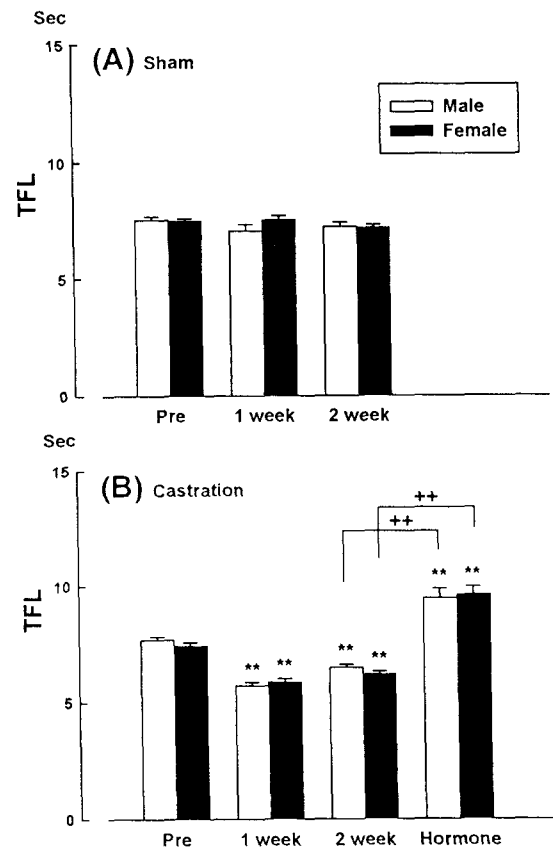 Sec
15
(A) Sham
Male
Female
10
TFL
5
0
Pre 1 week 2 week
Sec
15
(B) Castration
++
++
** **
10
TFL
** ** ** **
5
0
Pre 1 week 2 week Hormone